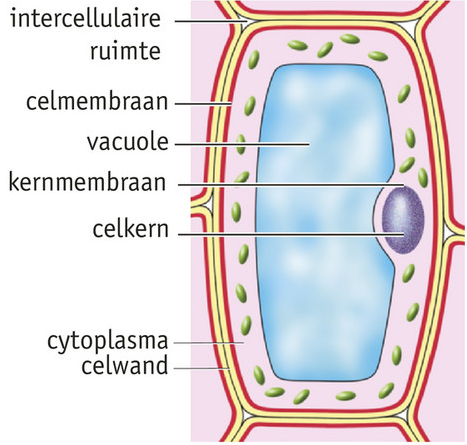 intercellulaire
ruimte
celmembraan
vacuole
kernmembraan
celkern
cytoplasma
celwand